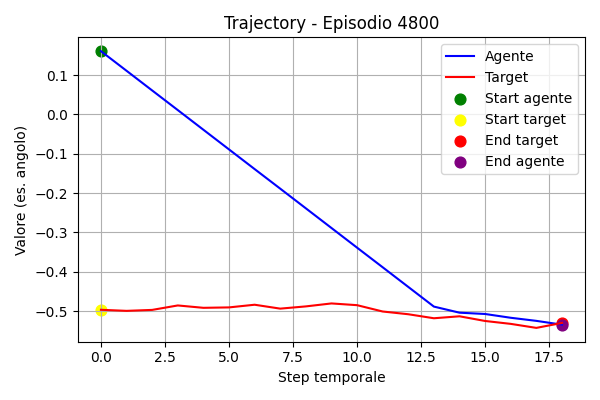 Trajectory - Episodio 4800
Agente
Target
Start agente
Start target
End target
End agente
Valore (es. angolo)
0.1
0.0
−0.1
−0.2
−0.3
−0.4
−0.5
0.0 2.5 5.0 7.5 10.0 12.5 15.0 17.5
Step temporale